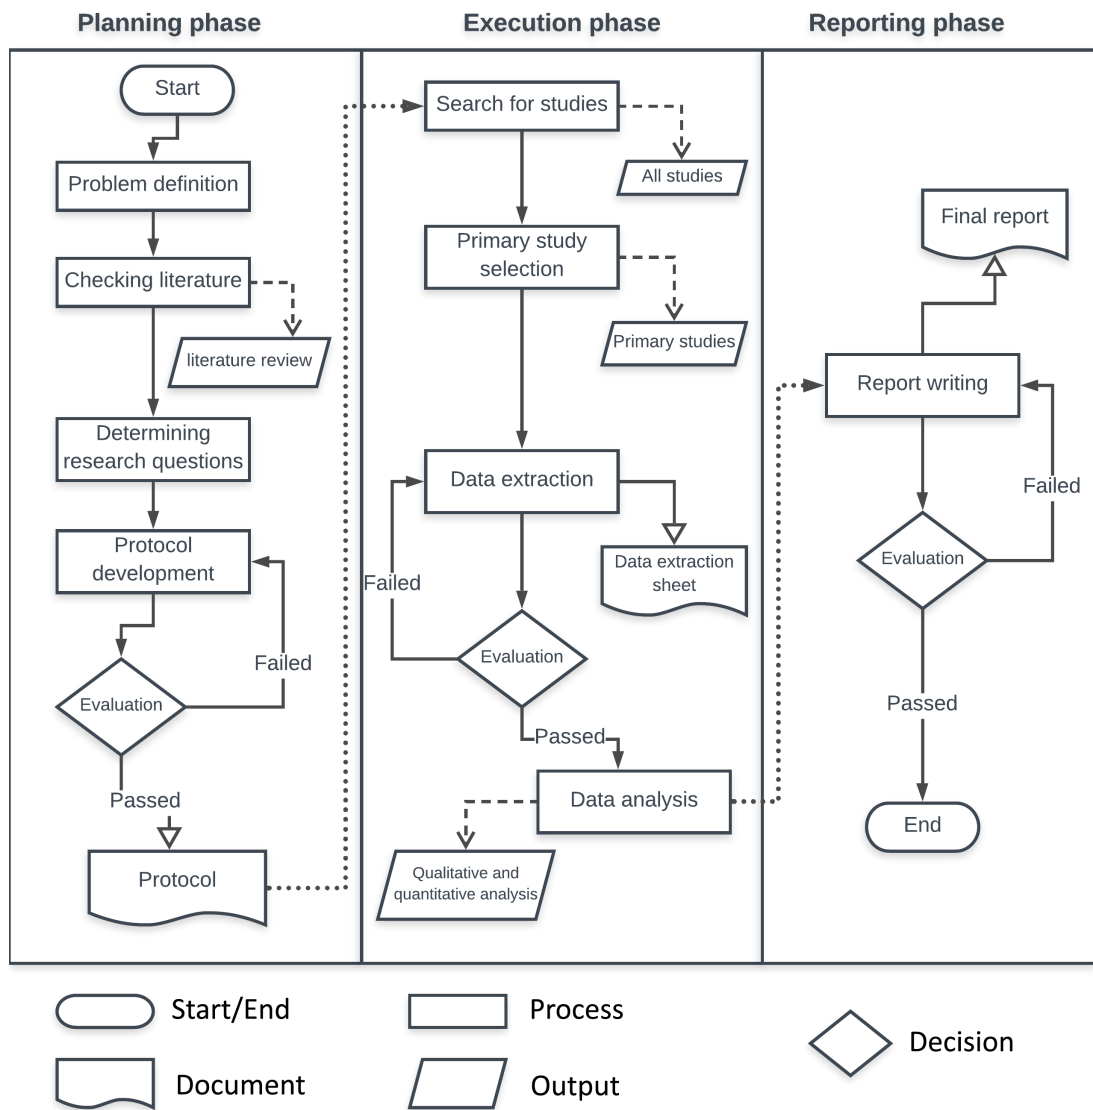 Planning phase
Execution phase
Reporting phase
Start
Problem definition
Checking literature
literature review
Determining
research questions
Protocol
development
Failed
Evaluation
Passed
Protocol
Search for studies
All studies
Primary study
selection
Primary studies
Data extraction
Data extraction
sheet
Failed
Evaluation
Passed
Data analysis
Qualitative and
quantitative analysis
Final report
Report writing
Failed
Evaluation
Passed
End
Start/End
Process
Decision
Document
Output